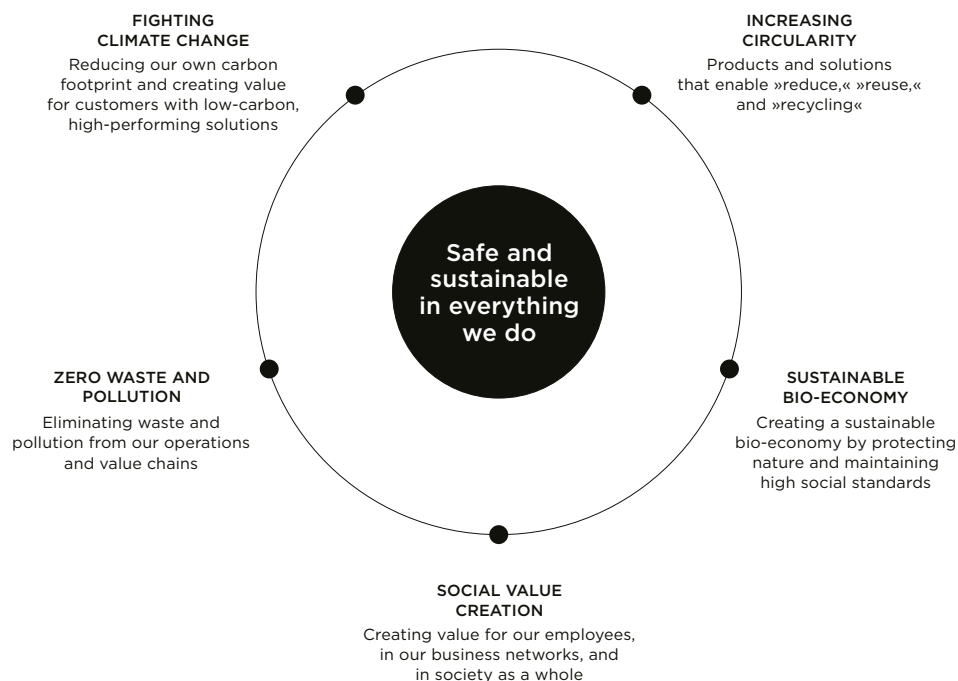 FIGHTING
CLIMATE CHANGE
Reducing our own carbon
footprint and creating value
for customers with low-carbon,
high-performing solutions
INCREASING
CIRCULARITY
Products and solutions
that enable »reduce,« »reuse,«
and »recycling«
Safe and
sustainable
in everything
we do
ZERO WASTE AND
POLLUTION
Eliminating waste and
pollution from our operations
and value chains
SUSTAINABLE
BIO-ECONOMY
Creating a sustainable
bio-economy by protecting
nature and maintaining
high social standards
SOCIAL VALUE
CREATION
Creating value for our employees,
in our business networks, and
in society as a whole